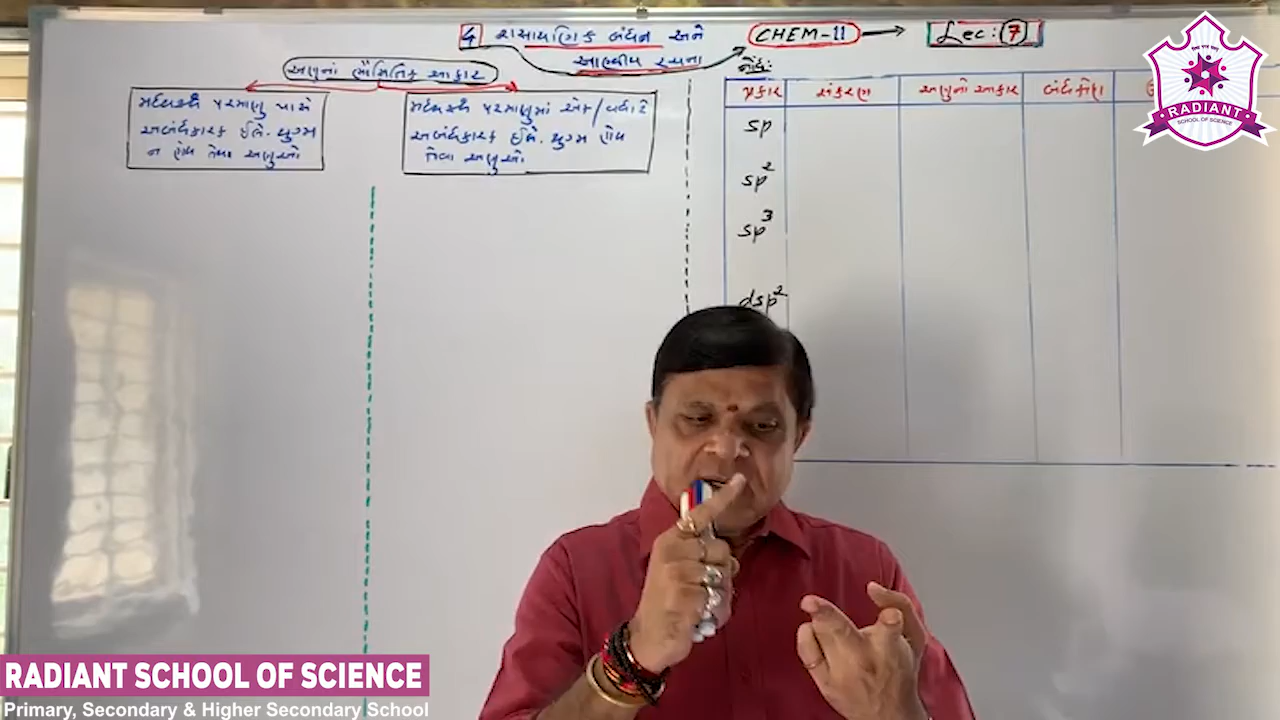 4 રાસાયણિક બંધન અને
આણ્વીય રચના
CHEM-11
Lec: 7
અણુનાં ભૌમિતિક આકાર
મધ્યસ્થ પરમાણુ પાસે
અબંધકારક ઈલે. યુગ્મ
ન હોય તેવા અણુઓ
મધ્યસ્થ પરમાણુમાં એક/વધારે
અબંધકારક ઈલે. યુગ્મ હોય
તેવા અણુઓ
નોંધ:
પ્રકાર સંકરણ અણુનો આકાર બંધકોણ
sp
sp²
sp³
dsp²
RADIANT
SCHOOL OF SCIENCE
RADIANT SCHOOL OF SCIENCE
Primary, Secondary & Higher Secondary School